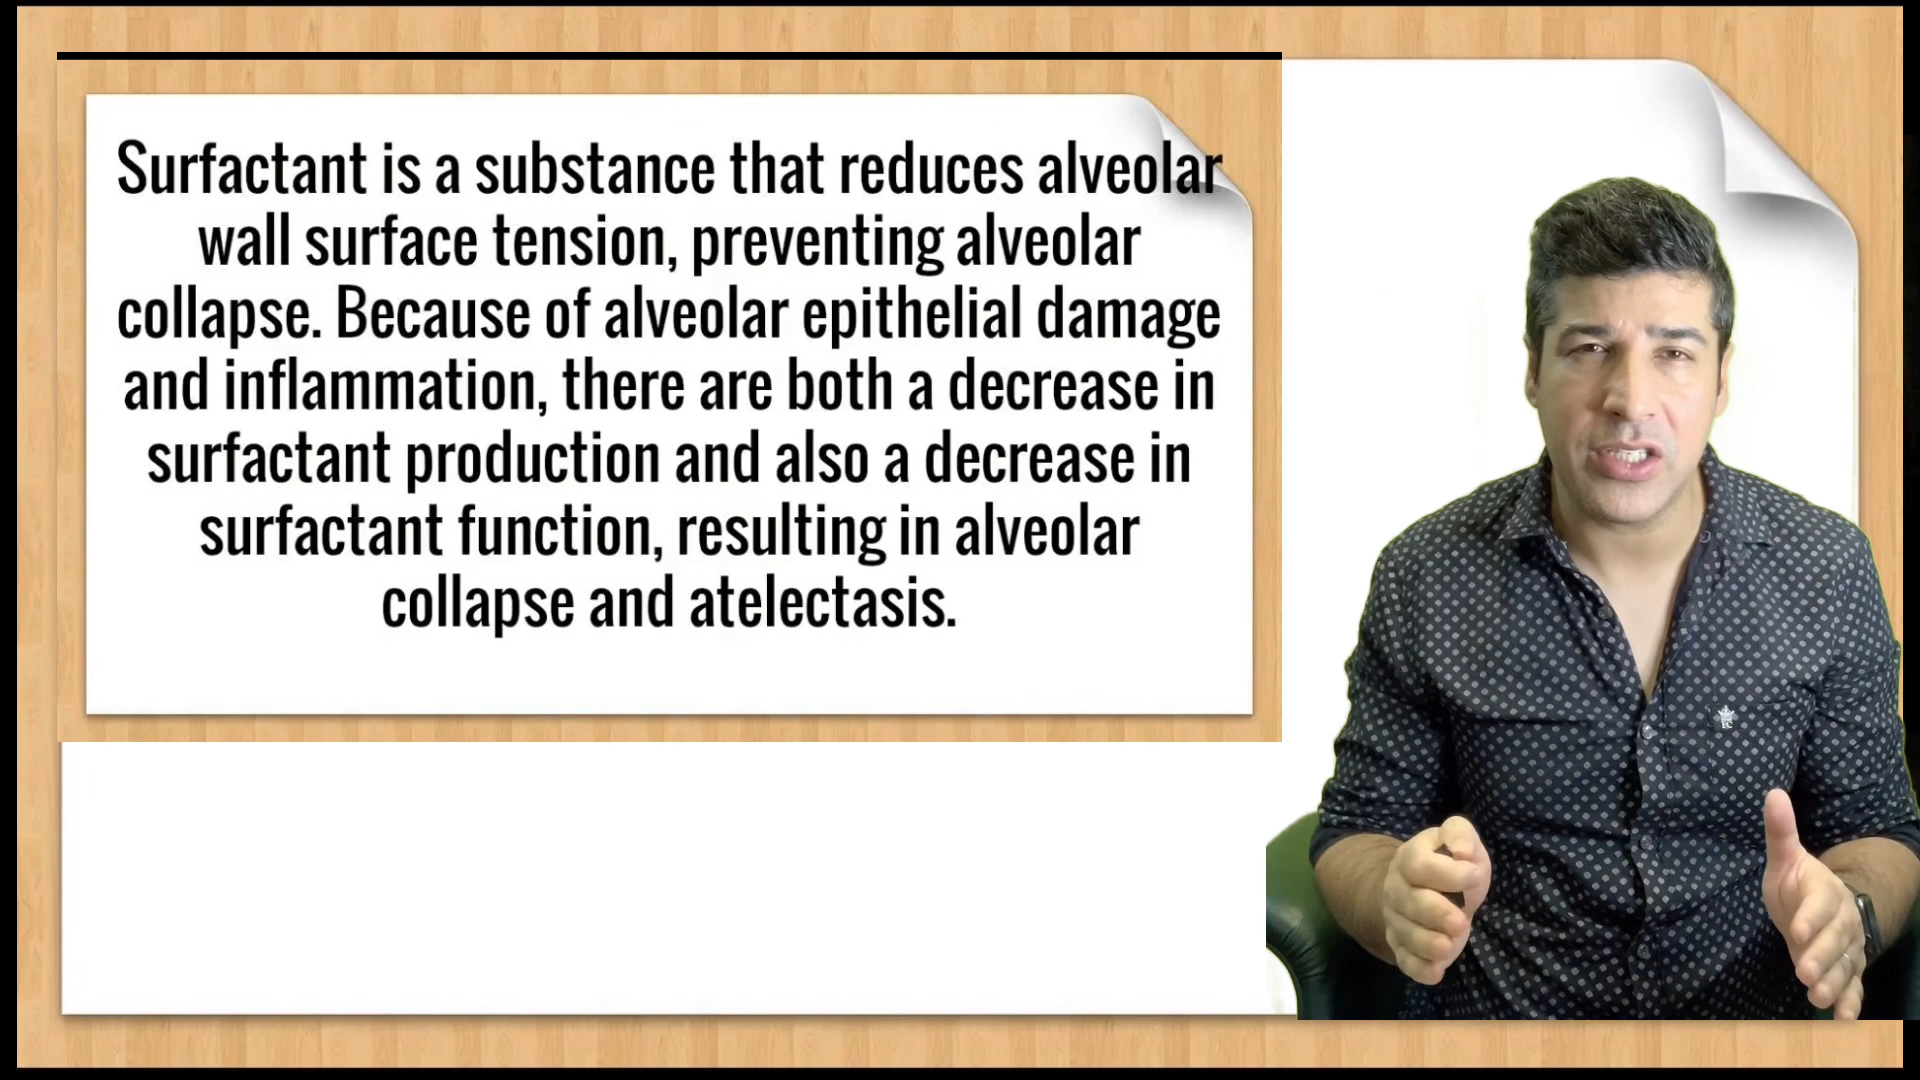 Surfactant is a substance that reduces alveolar
wall surface tension, preventing alveolar
collapse. Because of alveolar epithelial damage
and inflammation, there are both a decrease in
surfactant production and also a decrease in
surfactant function, resulting in alveolar
collapse and atelectasis.